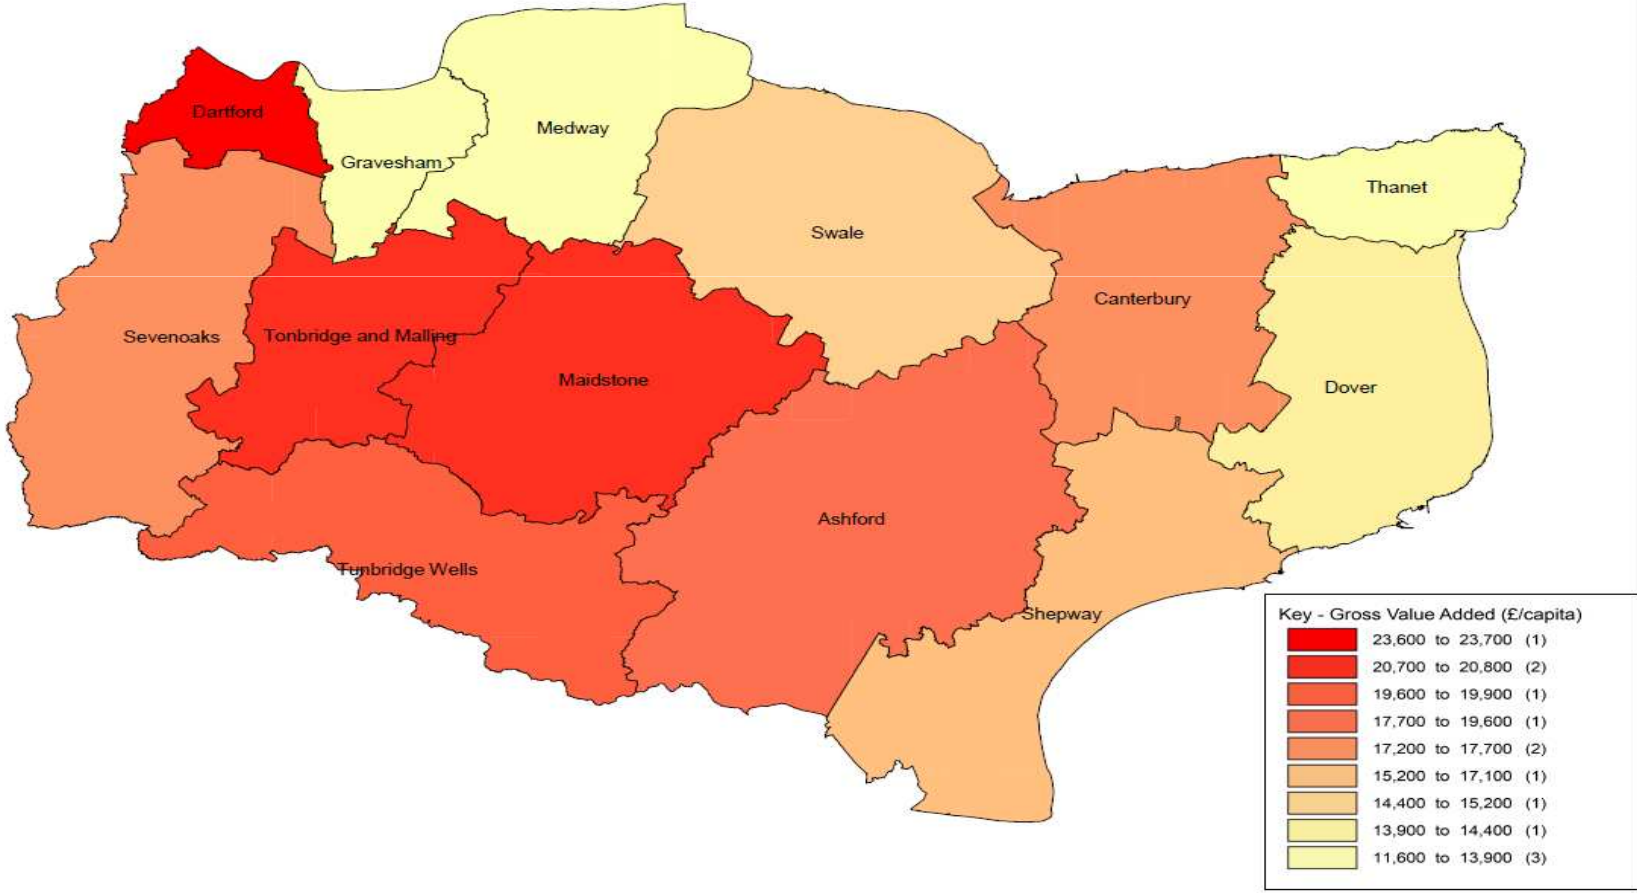 Dartford
Medway
Gravesham
Thanet
Swale
Canterbury
Sevenoaks
Tonbridge and Malling
Maidstone
Dover
Ashford
Tunbridge Wells
Shepway
Key - Gross Value Added (£/capita)
23,600 to 23,700 (1)
20,700 to 20,800 (2)
19,600 to 19,900 (1)
17,700 to 19,600 (1)
17,200 to 17,700 (2)
15,200 to 17,100 (1)
14,400 to 15,200 (1)
13,900 to 14,400 (1)
11,600 to 13,900 (3)